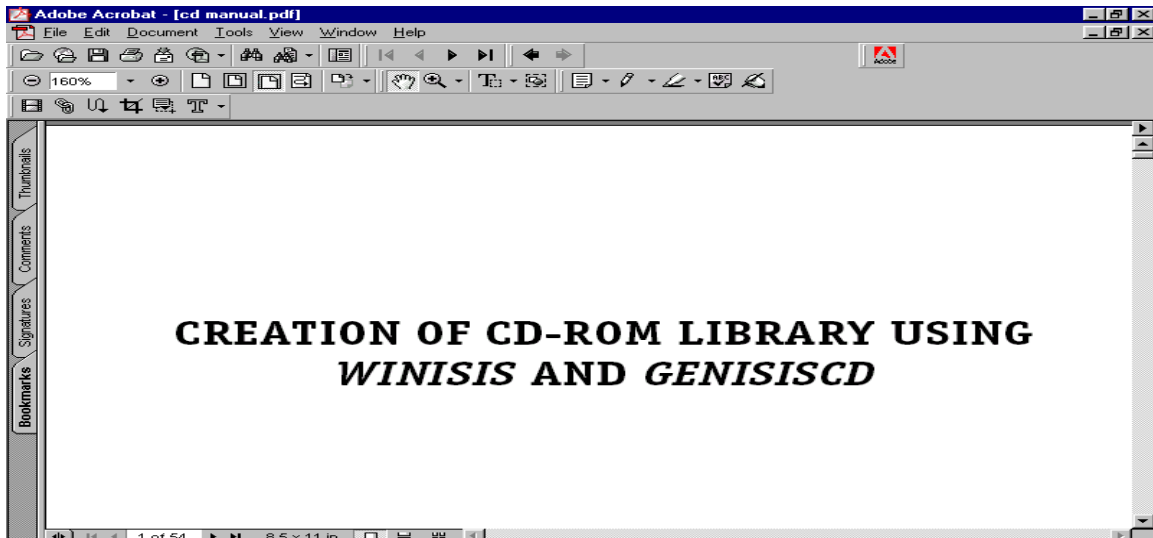 Adobe Acrobat - [cd manual.pdf]
File Edit Document Tools View Window Help
Adobe
160%
Thumbnails
Comments
Signatures
Bookmarks
CREATION OF CD-ROM LIBRARY USING
WINISIS AND GENISISCD
1 of 54 8.5 x 11 in